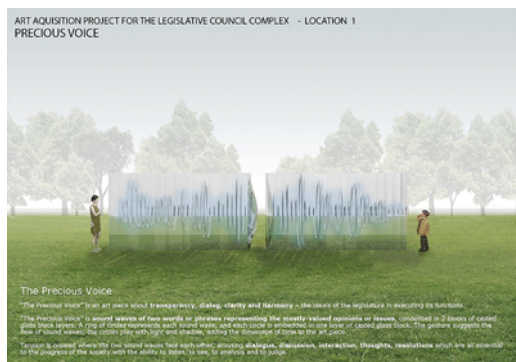 ART AQUISITION PROJECT FOR THE LEGISLATIVE COUNCIL COMPLEX - LOCATION 1
PRECIOUS VOICE
The Precious Voice
"The Precious Voice" is an art piece about transparency, dialog, clarity and harmony – the ideals of the legislature in executing its functions.
"The Precious Voice" is sound waves of two words or phrases representing the mostly-valued opinions or issues, condensed in 2 blocks of casted
glass block layers. A ring of circles represents each sound wave, and each circle is embedded in one layer of casted glass block. The gesture suggests the
flow of sound waves; the circles play with light and shadow, adding the dimension of time to the art piece.
Tension is created where the two sound waves face each other, arousing dialogue, discussion, interaction, thoughts, resolutions which are all essential
to the progress of the society with the ability to listen, to see, to analysis and to judge.